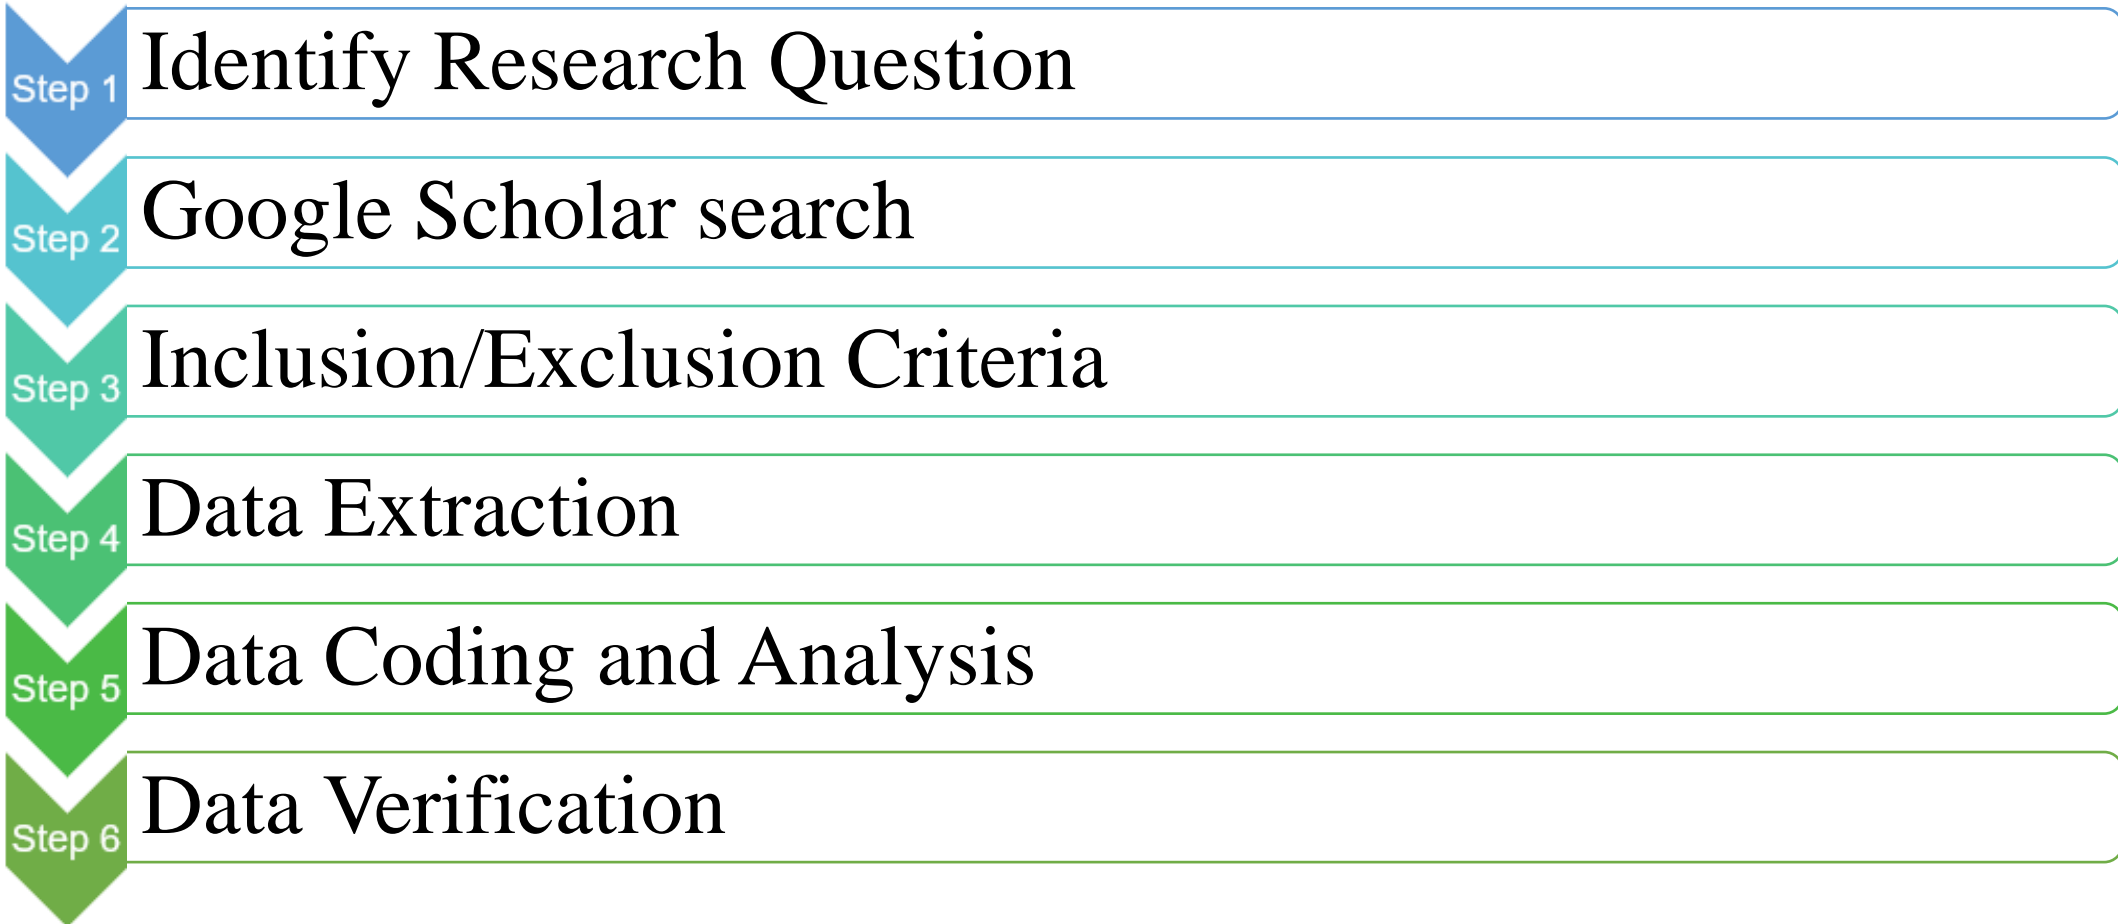 Step 1 Identify Research Question
Step 2 Google Scholar search
Step 3 Inclusion/Exclusion Criteria
Step 4 Data Extraction
Step 5 Data Coding and Analysis
Step 6 Data Verification